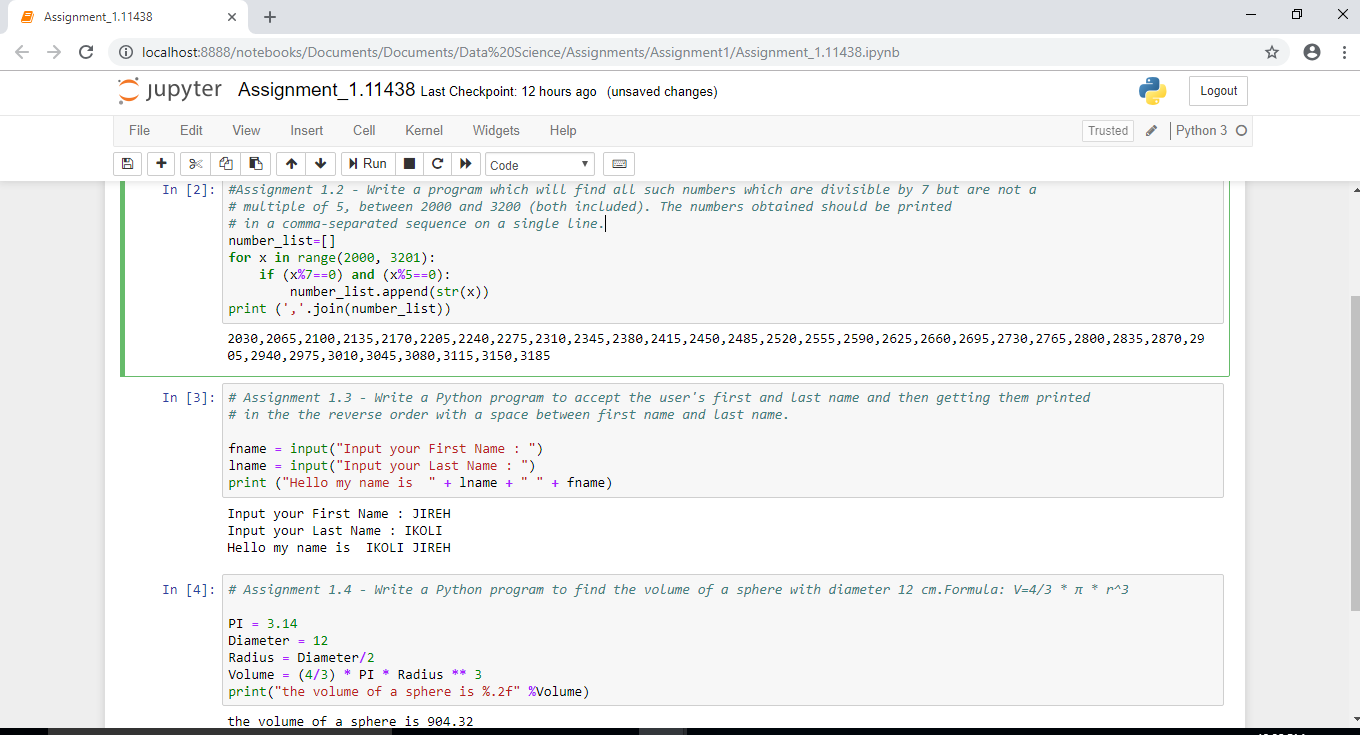 Assignment_1.11438
localhost:8888/notebooks/Documents/Documents/Data%20Science/Assignments/Assignment1/Assignment_1.11438.ipynb
jupyter Assignment_1.11438 Last Checkpoint: 12 hours ago (unsaved changes) Logout
File Edit View Insert Cell Kernel Widgets Help Trusted Python 3
Run Code
In [2]: #Assignment 1.2 - Write a program which will find all such numbers which are divisible by 7 but are not a
# multiple of 5, between 2000 and 3200 (both included). The numbers obtained should be printed
# in a comma-separated sequence on a single line.
number_list=[]
for x in range(2000, 3201):
    if (x%7==0) and (x%5==0):
        number_list.append(str(x))
print (','.join(number_list))
2030,2065,2100,2135,2170,2205,2240,2275,2310,2345,2380,2415,2450,2485,2520,2555,2590,2625,2660,2695,2730,2765,2800,2835,2870,29
05,2940,2975,3010,3045,3080,3115,3150,3185
In [3]: # Assignment 1.3 - Write a Python program to accept the user's first and last name and then getting them printed
# in the the reverse order with a space between first name and last name.
fname = input("Input your First Name : ")
lname = input("Input your Last Name : ")
print ("Hello my name is  " + lname + " " + fname)
Input your First Name : JIREH
Input your Last Name : IKOLI
Hello my name is  IKOLI JIREH
In [4]: # Assignment 1.4 - Write a Python program to find the volume of a sphere with diameter 12 cm.Formula: V=4/3 * π * r^3
PI = 3.14
Diameter = 12
Radius = Diameter/2
Volume = (4/3) * PI * Radius ** 3
print("the volume of a sphere is %.2f" %Volume)
the volume of a sphere is 904.32